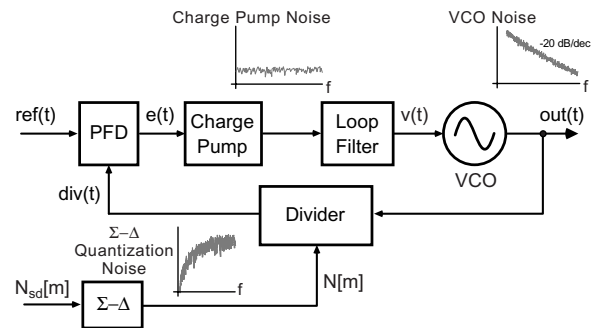 Charge Pump Noise
f
VCO Noise
-20 dB/dec
f
ref(t)
PFD
e(t)
Charge
Pump
Loop
Filter
v(t)
VCO
out(t)
div(t)
Divider
Σ–Δ
Quantization
Noise
f
N[m]
Nsd[m]
Σ–Δ